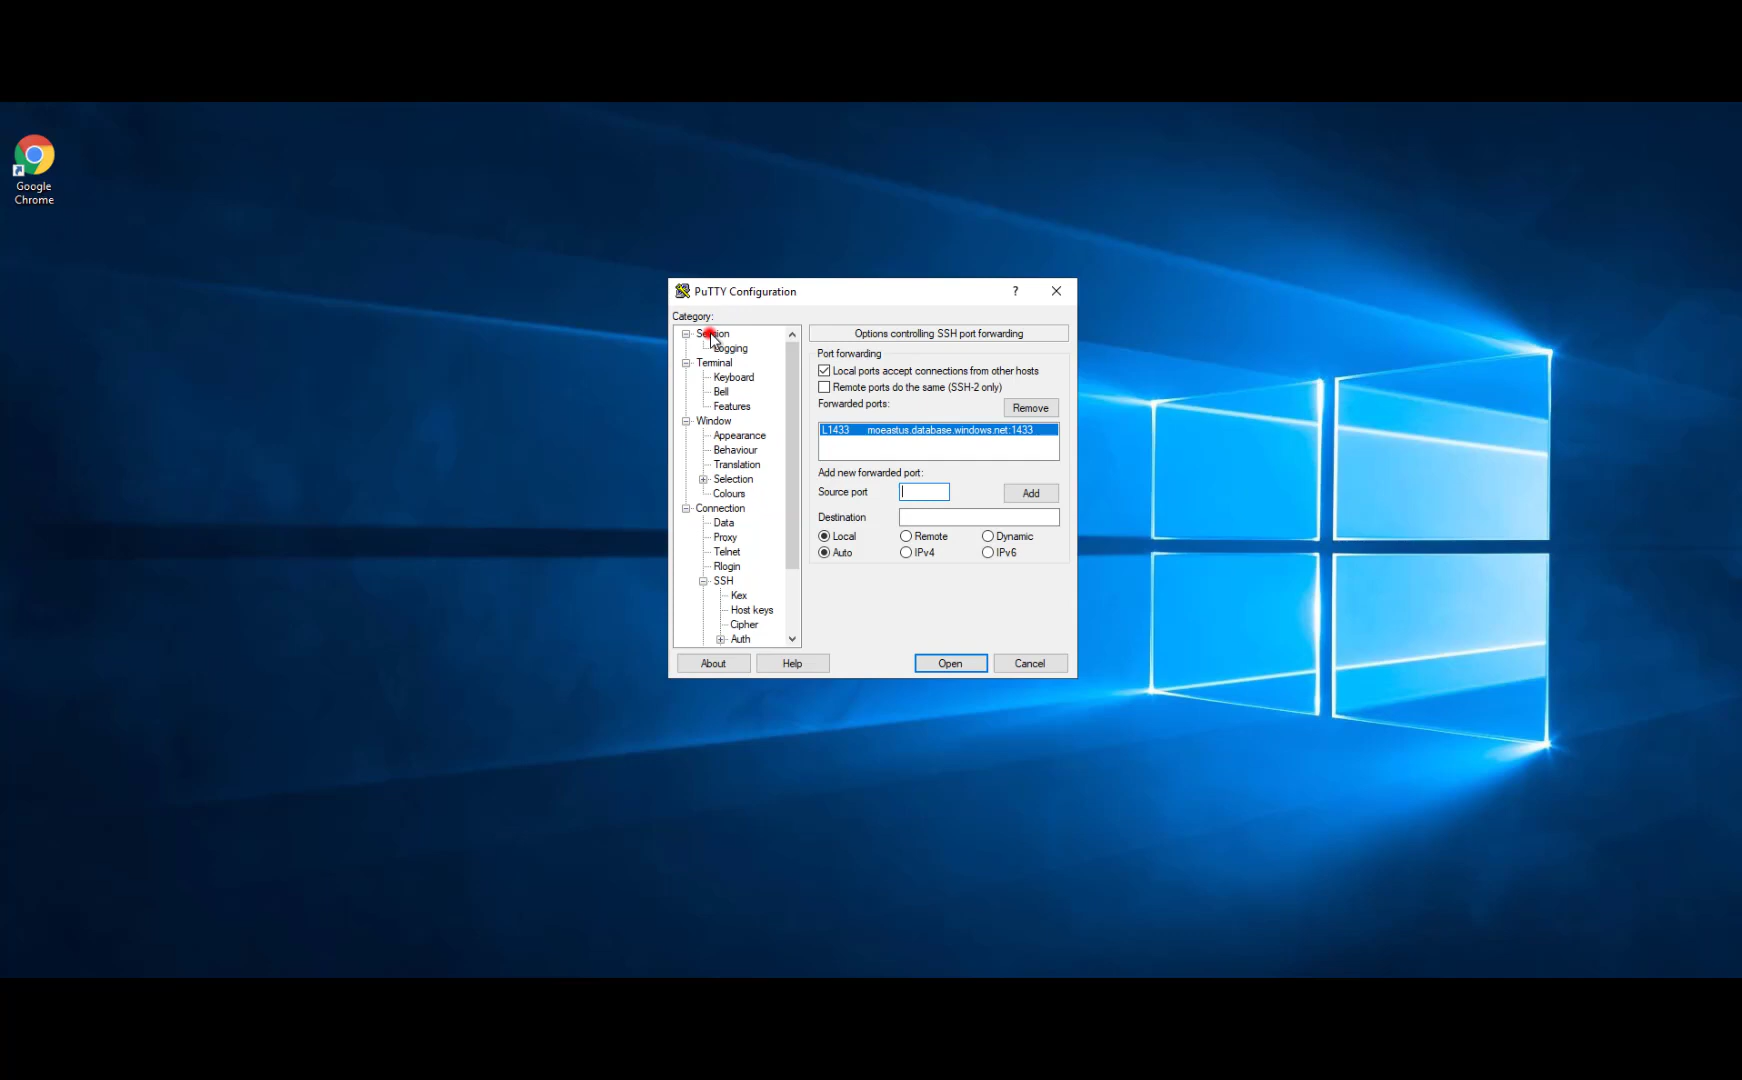 Google
Chrome
PuTTY Configuration
?
Category:
Session
Logging
Terminal
Keyboard
Bell
Features
Window
Appearance
Behaviour
Translation
Selection
Colours
Connection
Data
Proxy
Telnet
Rlogin
SSH
Kex
Host keys
Cipher
Auth
Options controlling SSH port forwarding
Port forwarding
Local ports accept connections from other hosts
Remote ports do the same (SSH-2 only)
Forwarded ports:
Remove
L1433 moeastus.database.windows.net:1433
Add new forwarded port:
Source port
Add
Destination
Local Remote Dynamic
Auto IPv4 IPv6
About Help Open Cancel